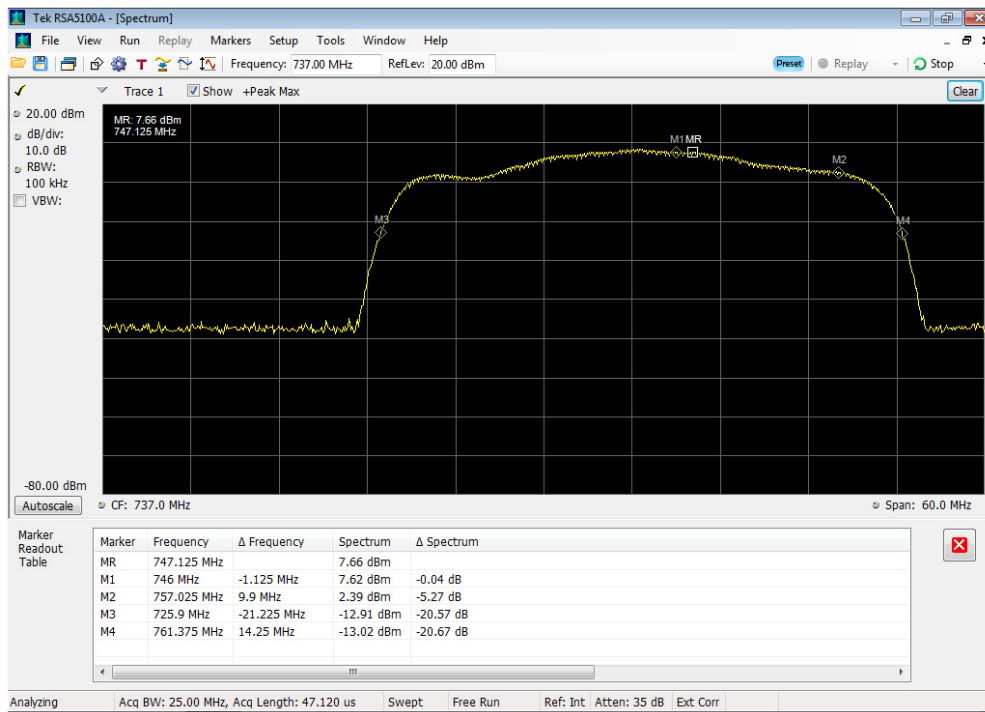 Tek RSA5100A - [Spectrum]
File View Run Replay Markers Setup Tools Window Help
T Frequency: 737.00 MHz RefLev: 20.00 dBm Preset Replay Stop
Trace 1 Show +Peak Max Clear
20.00 dBm
dB/div:
10.0 dB
RBW:
100 kHz
VBW:
-80.00 dBm
Autoscale
MR: 7.66 dBm
747.125 MHz
M1 MR
M2
M3
M4
CF: 737.0 MHz Span: 60.0 MHz
Marker
Readout
Table
Marker Frequency Δ Frequency Spectrum Δ Spectrum
MR 747.125 MHz 7.66 dBm
M1 746 MHz -1.125 MHz 7.62 dBm -0.04 dB
M2 757.025 MHz 9.9 MHz 2.39 dBm -5.27 dB
M3 725.9 MHz -21.225 MHz -12.91 dBm -20.57 dB
M4 761.375 MHz 14.25 MHz -13.02 dBm -20.67 dB
Analyzing Acq BW: 25.00 MHz, Acq Length: 47.120 us Swept Free Run Ref: Int Atten: 35 dB Ext Corr